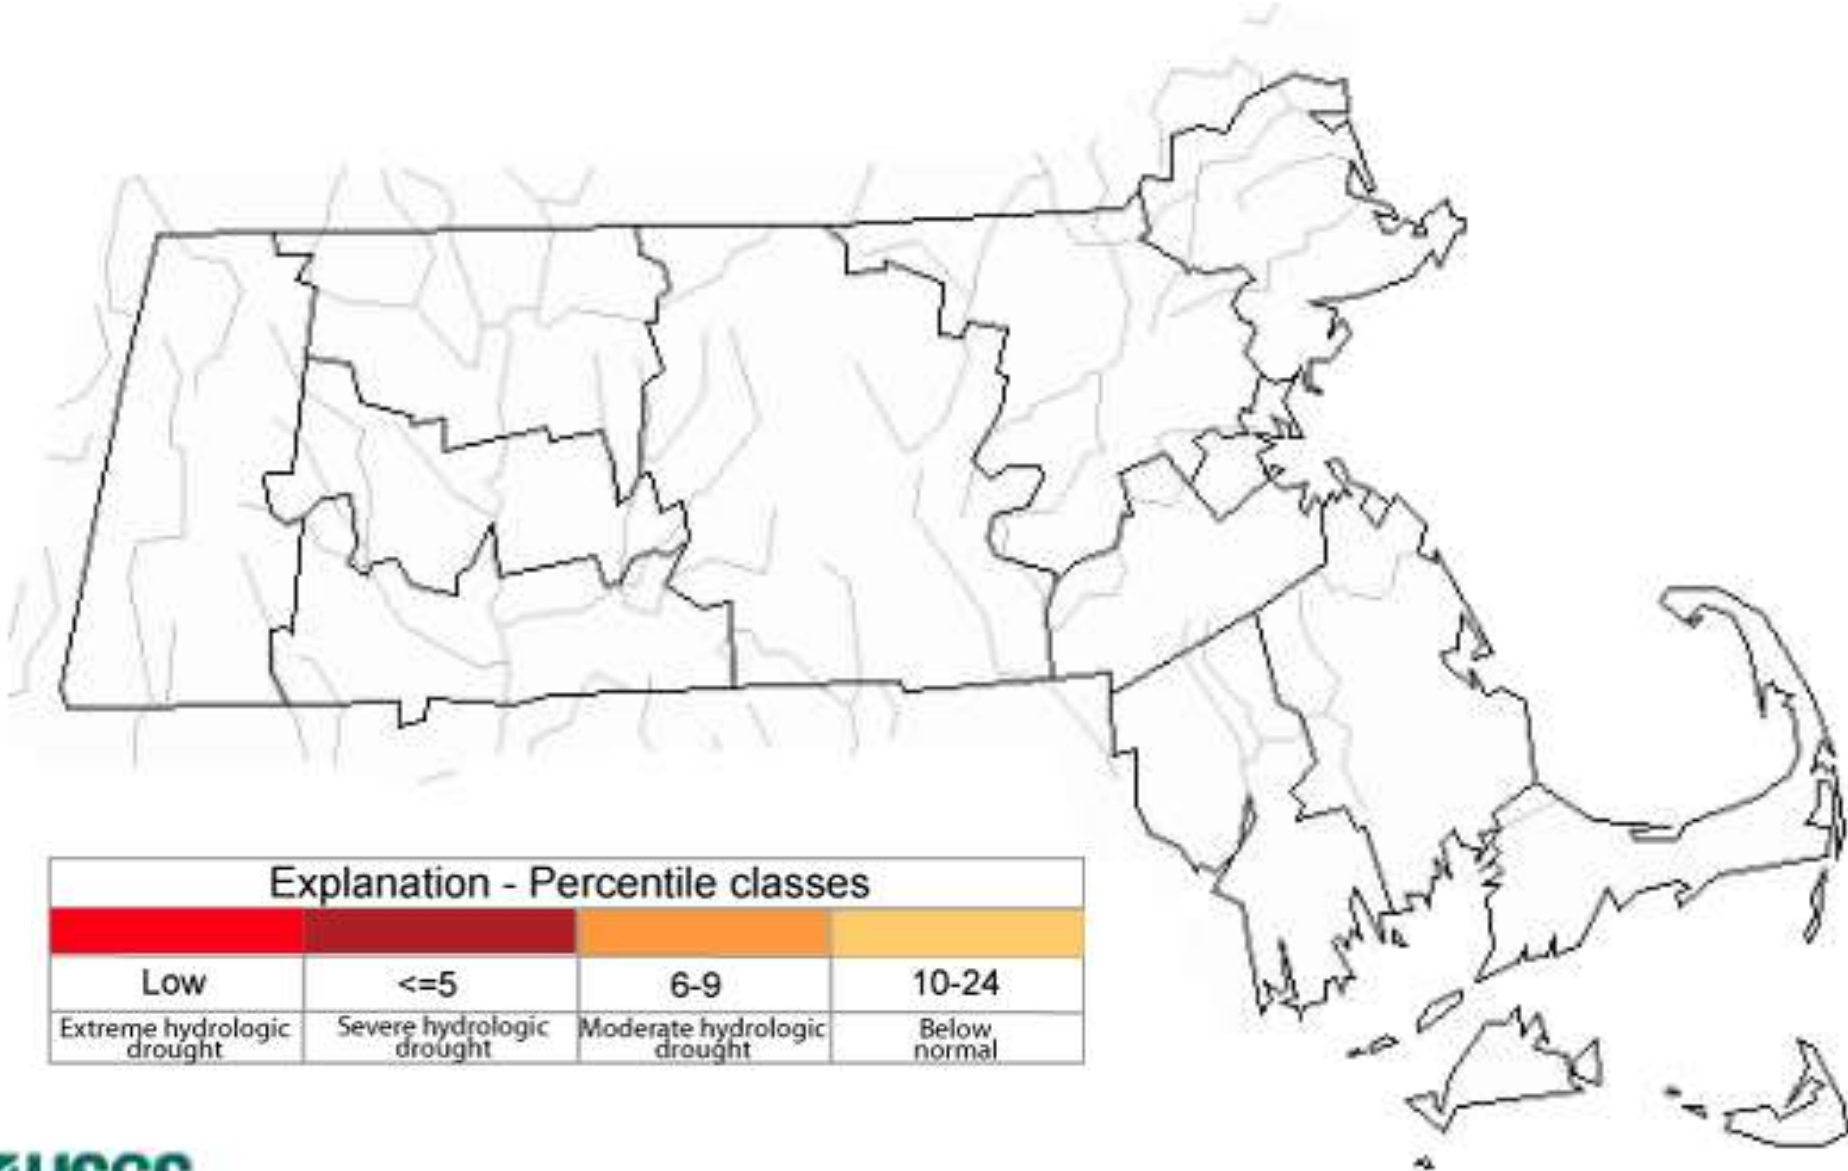 Explanation - Percentile classes
Low <=5 6-9 10-24
Extreme hydrologic drought
Severe hydrologic drought
Moderate hydrologic drought
Below normal
USGS